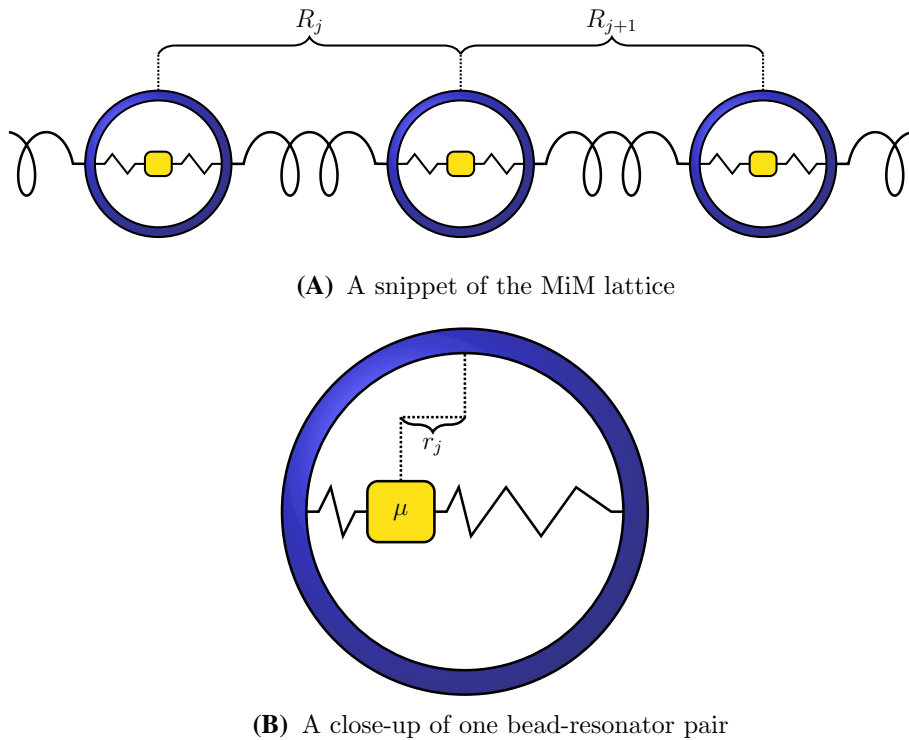 R_j R_{j+1}
(A) A snippet of the MiM lattice
r_j
μ
(B) A close-up of one bead-resonator pair